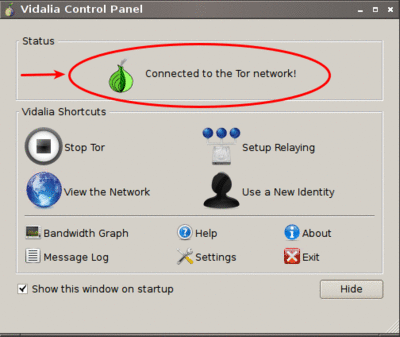 Vidalia Control Panel
Status
Connected to the Tor network!
Vidalia Shortcuts
Stop Tor
Setup Relaying
View the Network
Use a New Identity
Bandwidth Graph
Help
About
Message Log
Settings
Exit
Show this window on startup
Hide